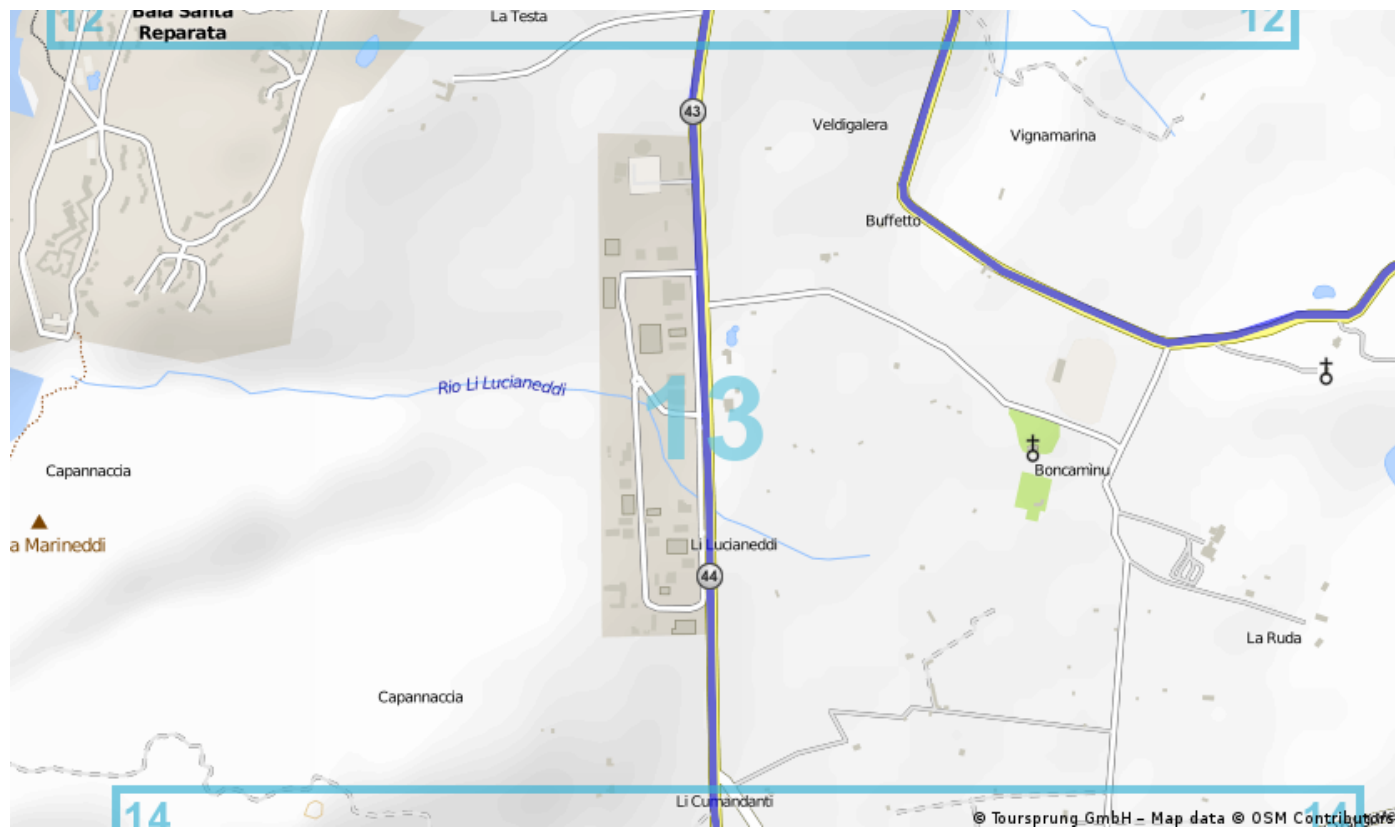 12
Baia Santa
Reparata
La Testa
12
43
Veldigalera
Vignamarina
Buffetto
Rio Li Lucianeddi
13
Capannaccia
Boncaminu
a Marineddi
Li Lucianeddi
44
La Ruda
Capannaccia
Li Cumandanti
14
14
© Toursprung GmbH – Map data © OSM Contributors